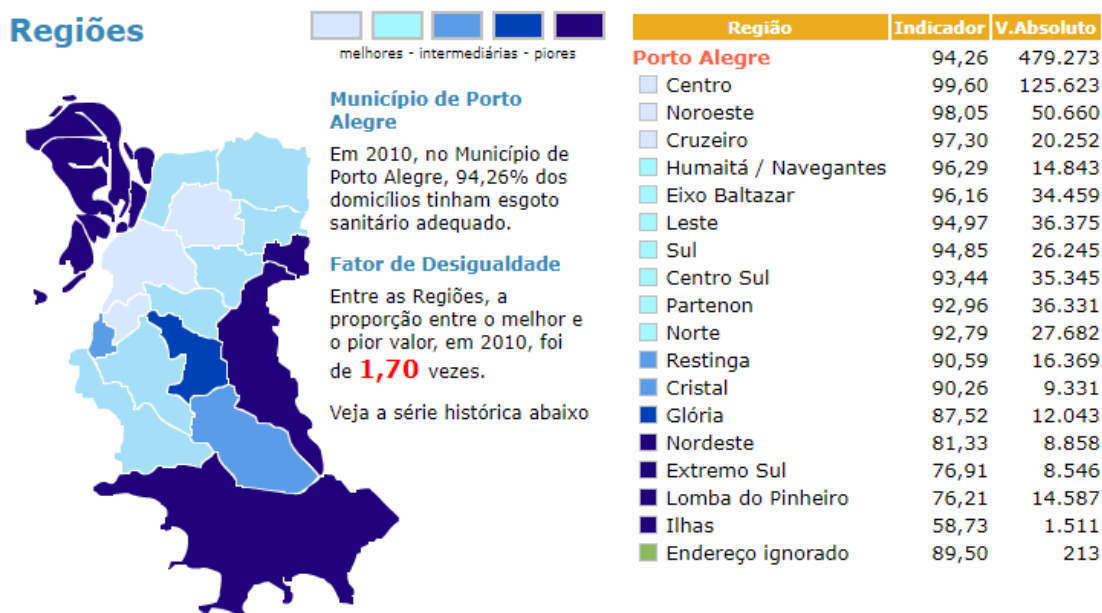 Regiões
melhores - intermediárias - piores
Município de Porto
Alegre
Em 2010, no Município de
Porto Alegre, 94,26% dos
domicílios tinham esgoto
sanitário adequado.
Fator de Desigualdade
Entre as Regiões, a
proporção entre o melhor e
o pior valor, em 2010, foi
de 1,70 vezes.
Veja a série histórica abaixo
Região Indicador V.Absoluto
Porto Alegre 94,26 479.273
Centro 99,60 125.623
Noroeste 98,05 50.660
Cruzeiro 97,30 20.252
Humaitá / Navegantes 96,29 14.843
Eixo Baltazar 96,16 34.459
Leste 94,97 36.375
Sul 94,85 26.245
Centro Sul 93,44 35.345
Partenon 92,96 36.331
Norte 92,79 27.682
Restinga 90,59 16.369
Cristal 90,26 9.331
Glória 87,52 12.043
Nordeste 81,33 8.858
Extremo Sul 76,91 8.546
Lomba do Pinheiro 76,21 14.587
Ilhas 58,73 1.511
Endereço ignorado 89,50 213